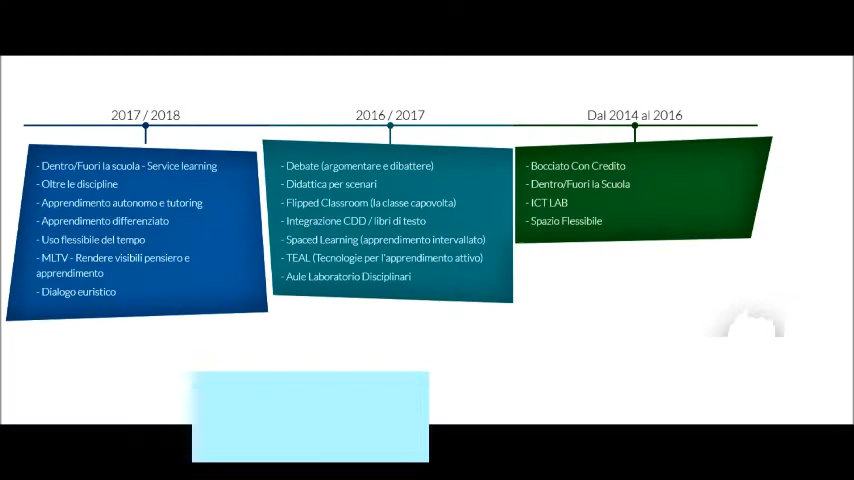 2017 / 2018
- Dentro/Fuori la scuola - Service learning
- Oltre le discipline
- Apprendimento autonomo e tutoring
- Apprendimento differenziato
- Uso flessibile del tempo
- MLTV - Rendere visibili pensiero e
apprendimento
- Dialogo euristico
2016 / 2017
- Debate (argomentare e dibattere)
- Didattica per scenari
- Flipped Classroom (la classe capovolta)
- Integrazione CDD / libri di testo
- Spaced Learning (apprendimento intervallato)
- TEAL (Tecnologie per l'apprendimento attivo)
- Aule Laboratorio Disciplinari
Dal 2014 al 2016
- Bocciato Con Credito
- Dentro/Fuori la Scuola
- ICT LAB
- Spazio Flessibile